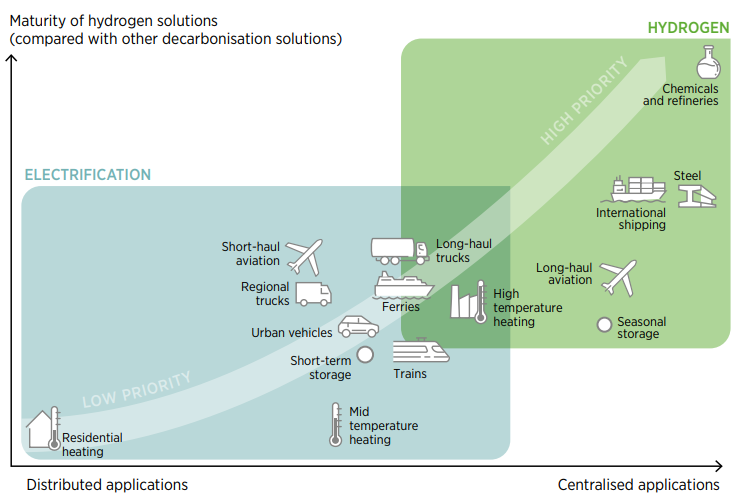 Maturity of hydrogen solutions
(compared with other decarbonisation solutions)
HYDROGEN
HIGH PRIORITY
Chemicals
and refineries
ELECTRIFICATION
Steel
International
shipping
Short-haul
aviation
Long-haul
trucks
Long-haul
aviation
Regional
trucks
Ferries
High
temperature
heating
Urban vehicles
Seasonal
storage
Short-term
storage
Trains
LOW PRIORITY
Mid
temperature
heating
Residential
heating
Distributed applications
Centralised applications